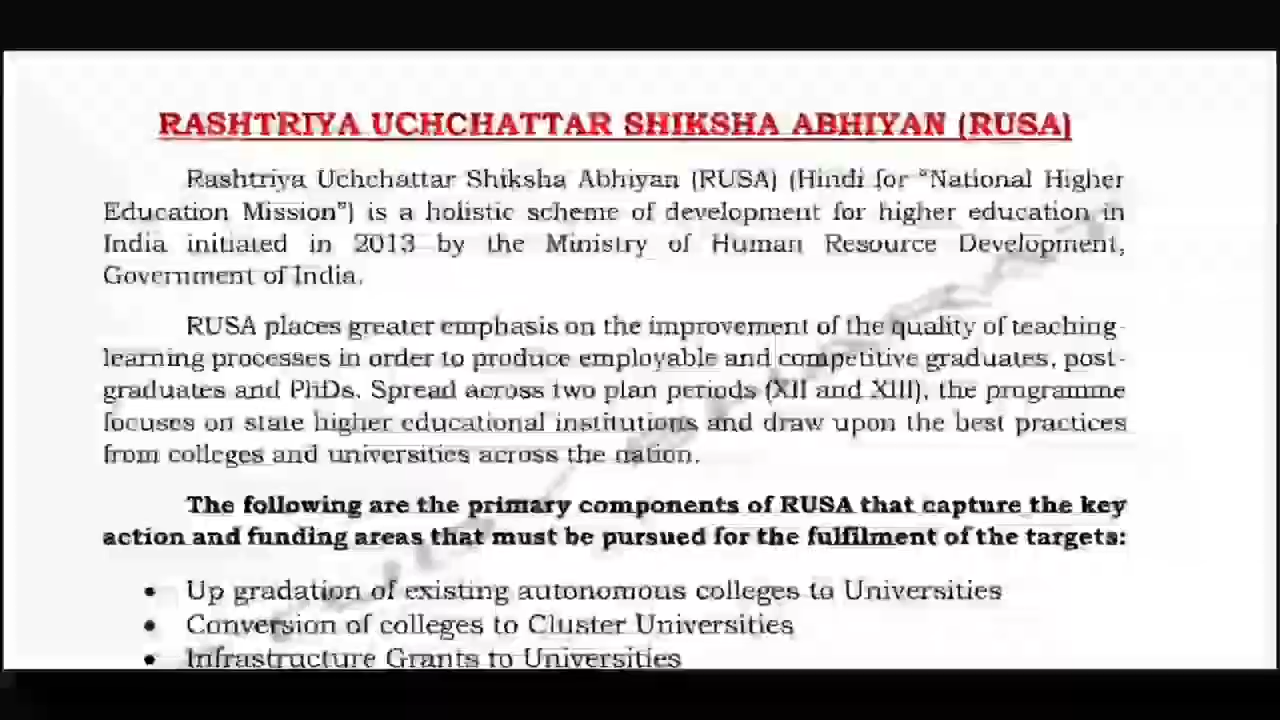 RASHTRIYA UCHCHATTAR SHIKSHA ABHIYAN (RUSA)
Rashtriya Uchchattar Shiksha Abhiyan (RUSA) (Hindi for “National Higher
Education Mission”) is a holistic scheme of development for higher education in
India initiated in 2013 by the Ministry of Human Resource Development,
Government of India.
RUSA places greater emphasis on the improvement of the quality of teaching-
learning processes in order to produce employable and competitive graduates, post-
graduates and PhDs. Spread across two plan periods (XII and XIII), the programme
focuses on state higher educational institutions and draw upon the best practices
from colleges and universities across the nation.
The following are the primary components of RUSA that capture the key
action and funding areas that must be pursued for the fulfilment of the targets:
• Up gradation of existing autonomous colleges to Universities
• Conversion of colleges to Cluster Universities
• Infrastructure Grants to Universities